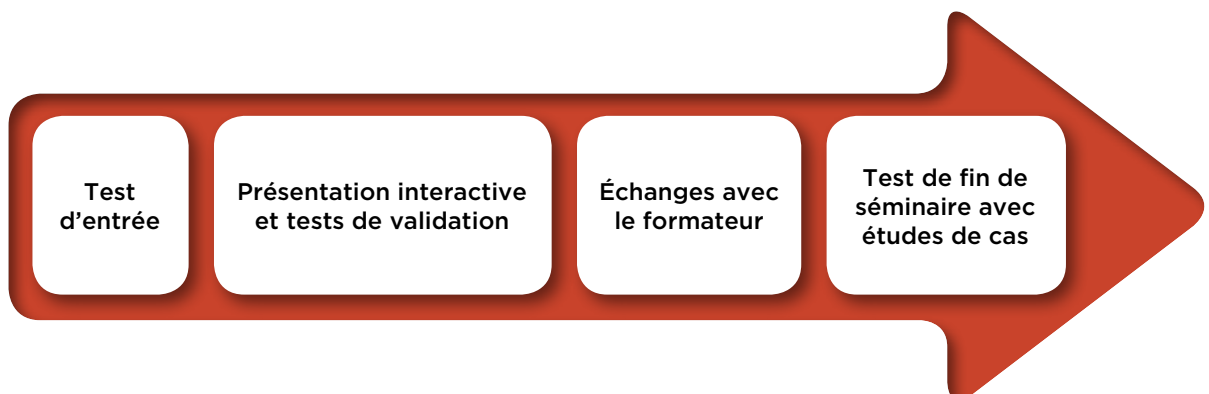 Test
d’entrée
Présentation interactive
et tests de validation
Échanges avec
le formateur
Test de fin de
séminaire avec
études de cas